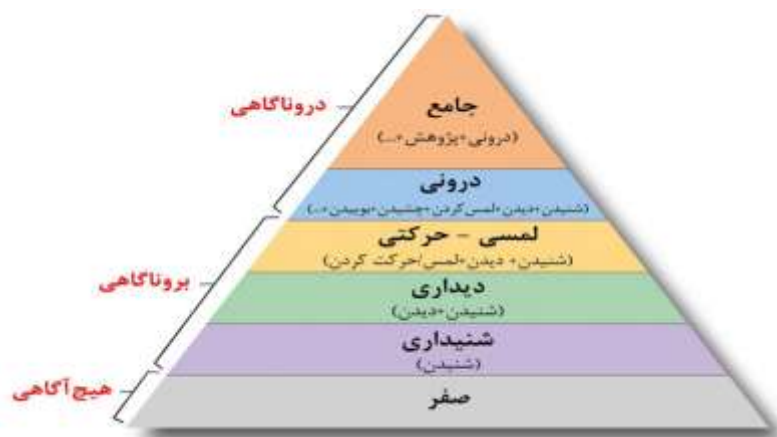 جامع
(درونی+پژوهش+...)
درونی
(شنیدن+دیدن+لمس‌کردن+چشیدن+بوییدن+...)
لمسی - حرکتی
(شنیدن+ دیدن+لمس/حرکت کردن)
دیداری
(شنیدن+دیدن)
شنیداری
(شنیدن)
صفر
دروناگاهی
بروناگاهی
هیچ‌آگاهی